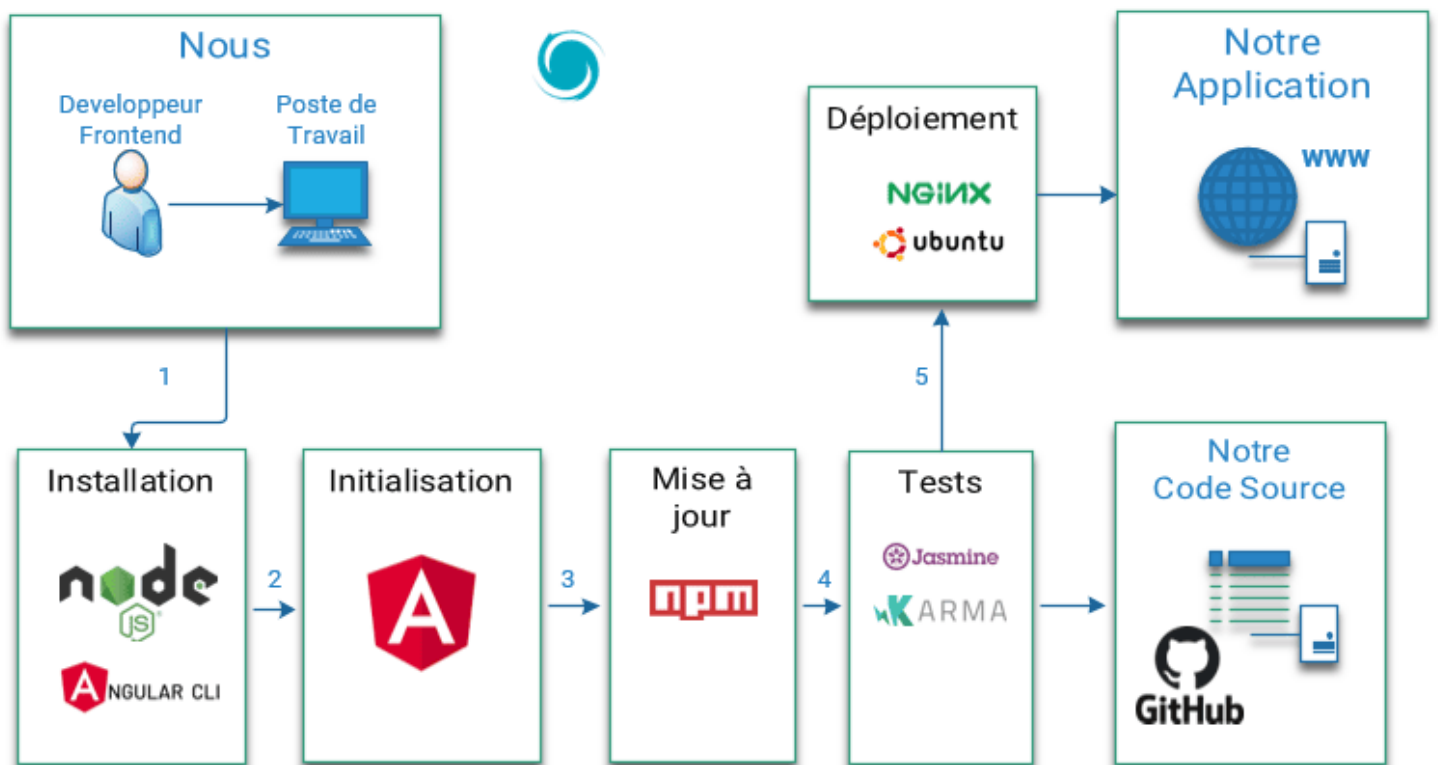 Nous
Developpeur
Frontend
Poste de
Travail
Déploiement
NGiNX
ubuntu
Notre
Application
www
1
5
Installation
node
JS
ANGULAR CLI
2
Initialisation
A
3
Mise à
jour
npm
4
Tests
Jasmine
KARMA
Notre
Code Source
GitHub